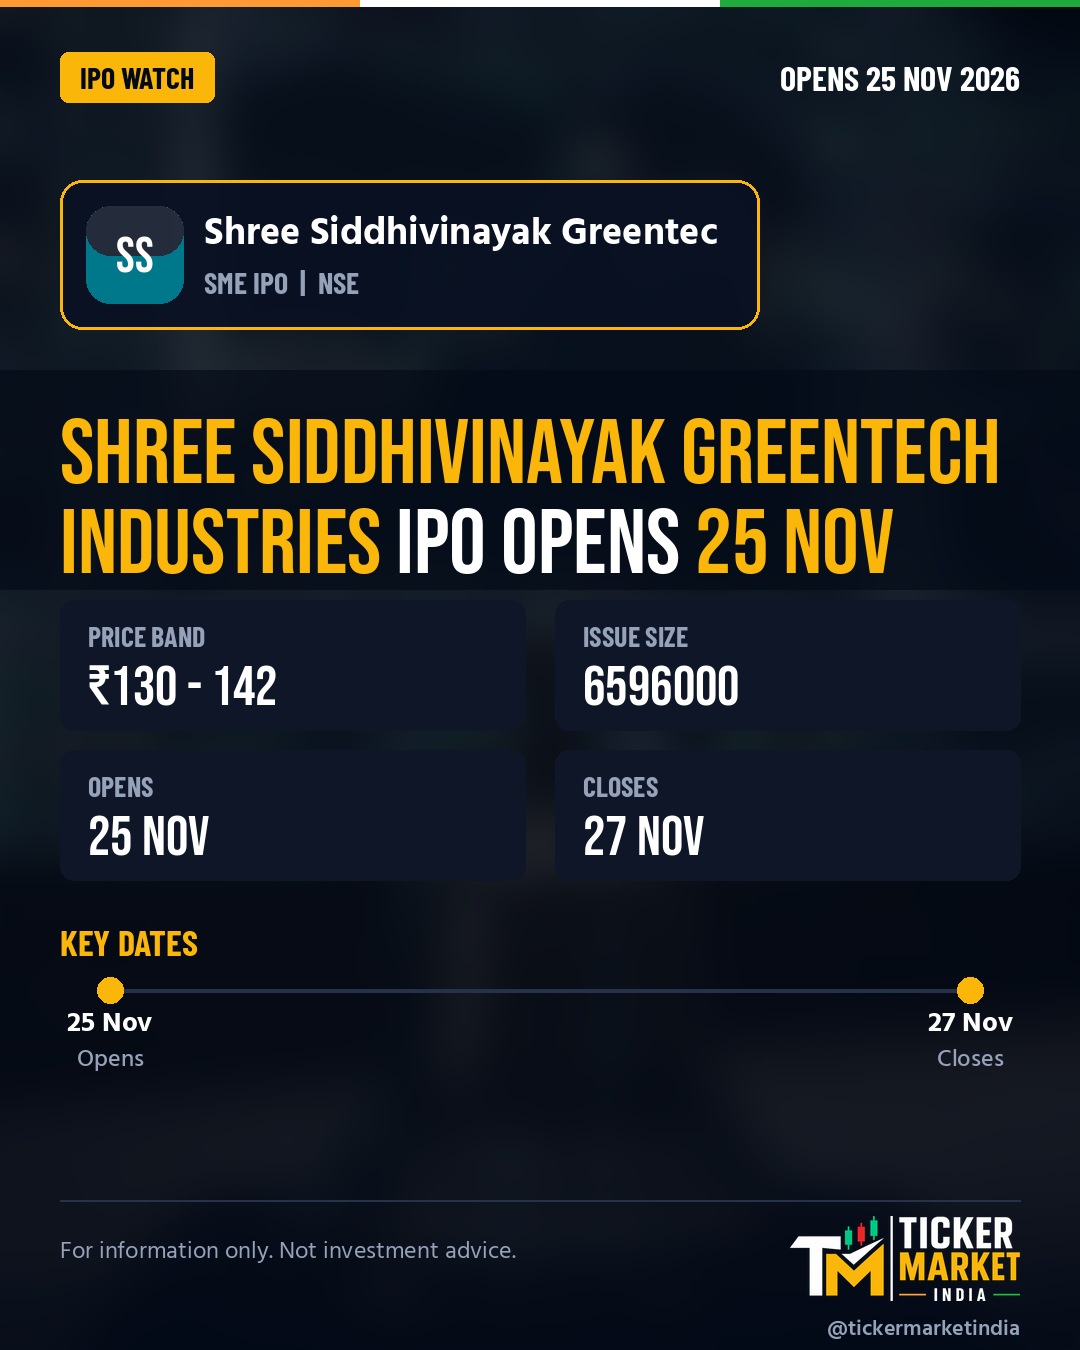 IPO WATCH
OPENS 25 NOV 2026
SS
Shree Siddhivinayak Greentec
SME IPO | NSE
SHREE SIDDHIVINAYAK GREENTECH
INDUSTRIES IPO OPENS 25 NOV
PRICE BAND
₹130 - 142
ISSUE SIZE
6596000
OPENS
25 NOV
CLOSES
27 NOV
KEY DATES
25 Nov
Opens
27 Nov
Closes
For information only. Not investment advice.
TM
TICKER
MARKET
INDIA
@tickermarketindia